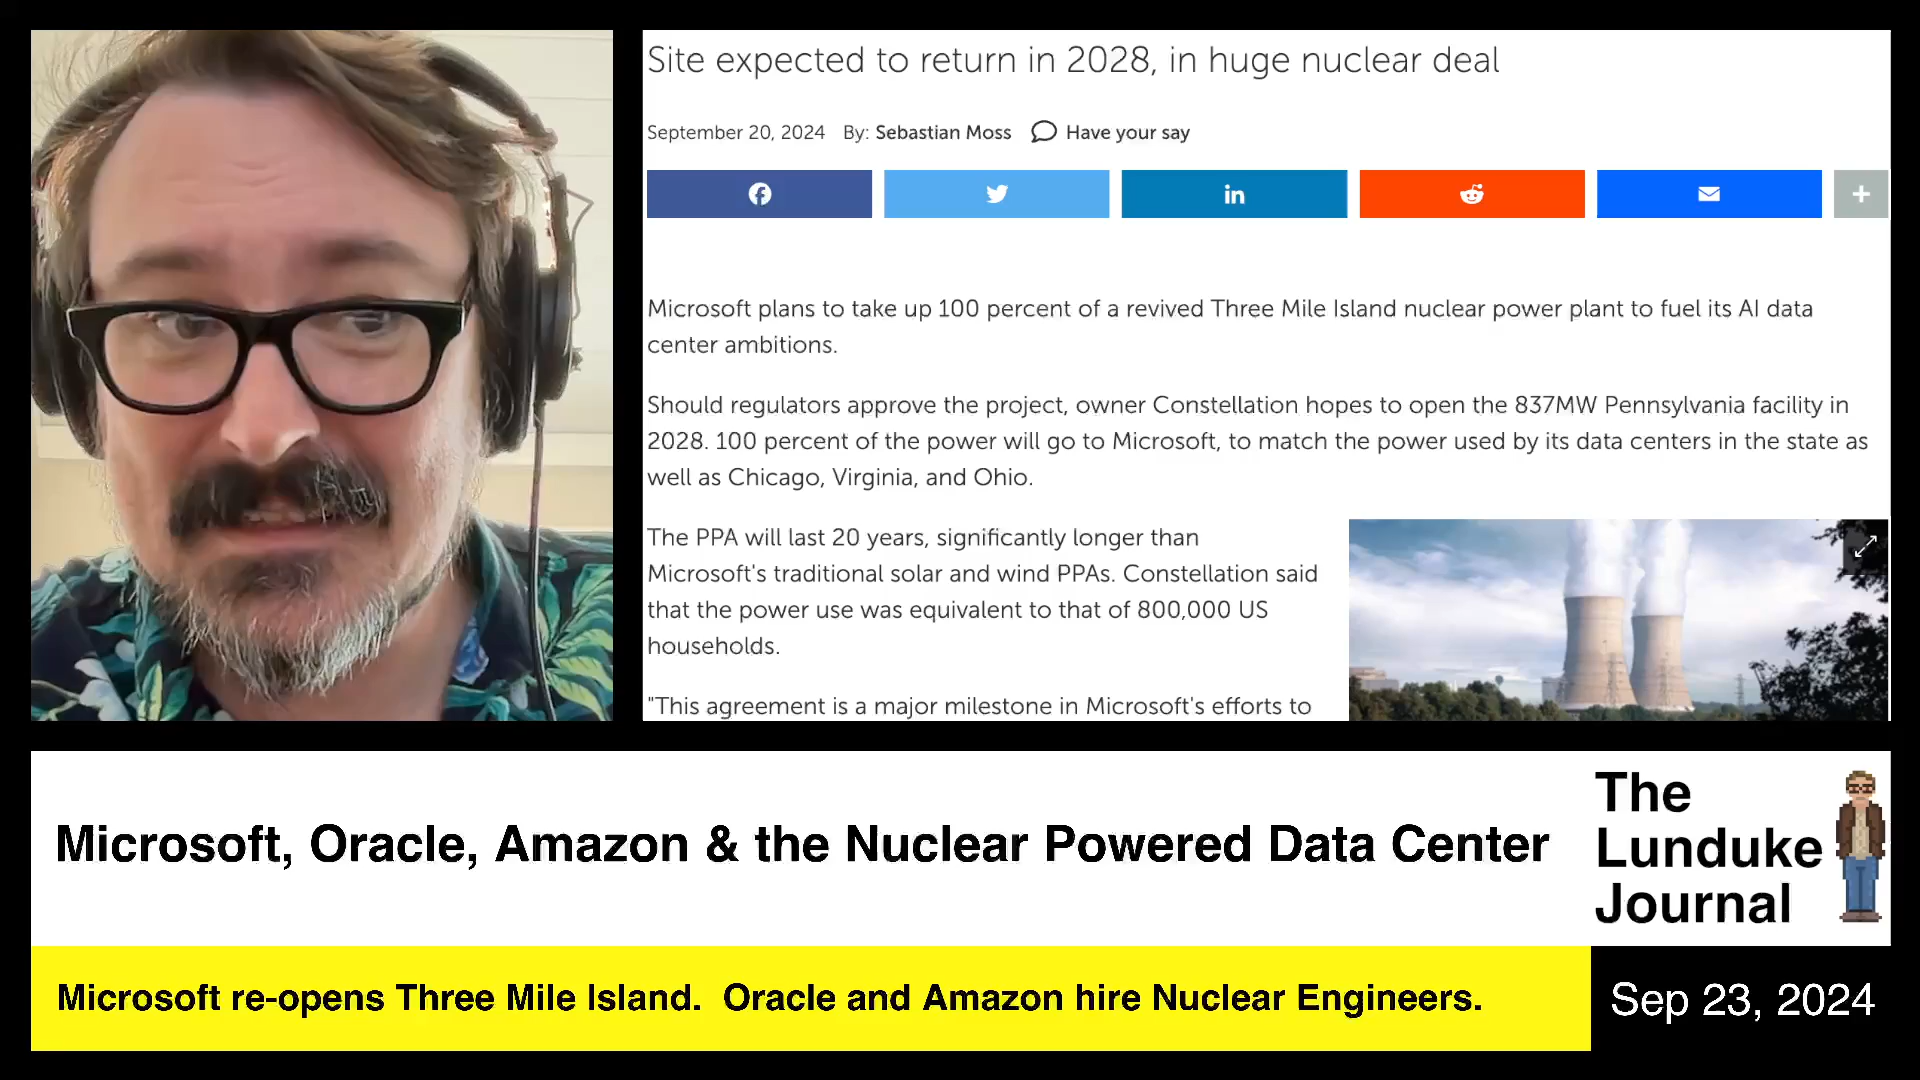 Site expected to return in 2028, in huge nuclear deal
September 20, 2024 By: Sebastian Moss Have your say
Microsoft plans to take up 100 percent of a revived Three Mile Island nuclear power plant to fuel its AI data
center ambitions.
Should regulators approve the project, owner Constellation hopes to open the 837MW Pennsylvania facility in
2028. 100 percent of the power will go to Microsoft, to match the power used by its data centers in the state as
well as Chicago, Virginia, and Ohio.
The PPA will last 20 years, significantly longer than
Microsoft's traditional solar and wind PPAs. Constellation said
that the power use was equivalent to that of 800,000 US
households.
"This agreement is a major milestone in Microsoft's efforts to
Microsoft, Oracle, Amazon & the Nuclear Powered Data Center
The
Lunduke
Journal
Microsoft re-opens Three Mile Island. Oracle and Amazon hire Nuclear Engineers.
Sep 23, 2024